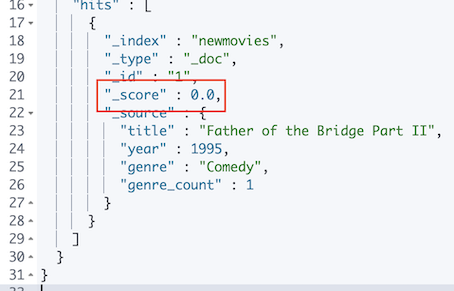 16 "hits" : [
17 {
18 "_index" : "newmovies",
19 "_type" : "_doc",
20 "_id" : "1",
21 "_score" : 0.0,
22 "_source" : {
23 "title" : "Father of the Bridge Part II",
24 "year" : 1995,
25 "genre" : "Comedy",
26 "genre_count" : 1
27 }
28 }
29 ]
30 }
31 }